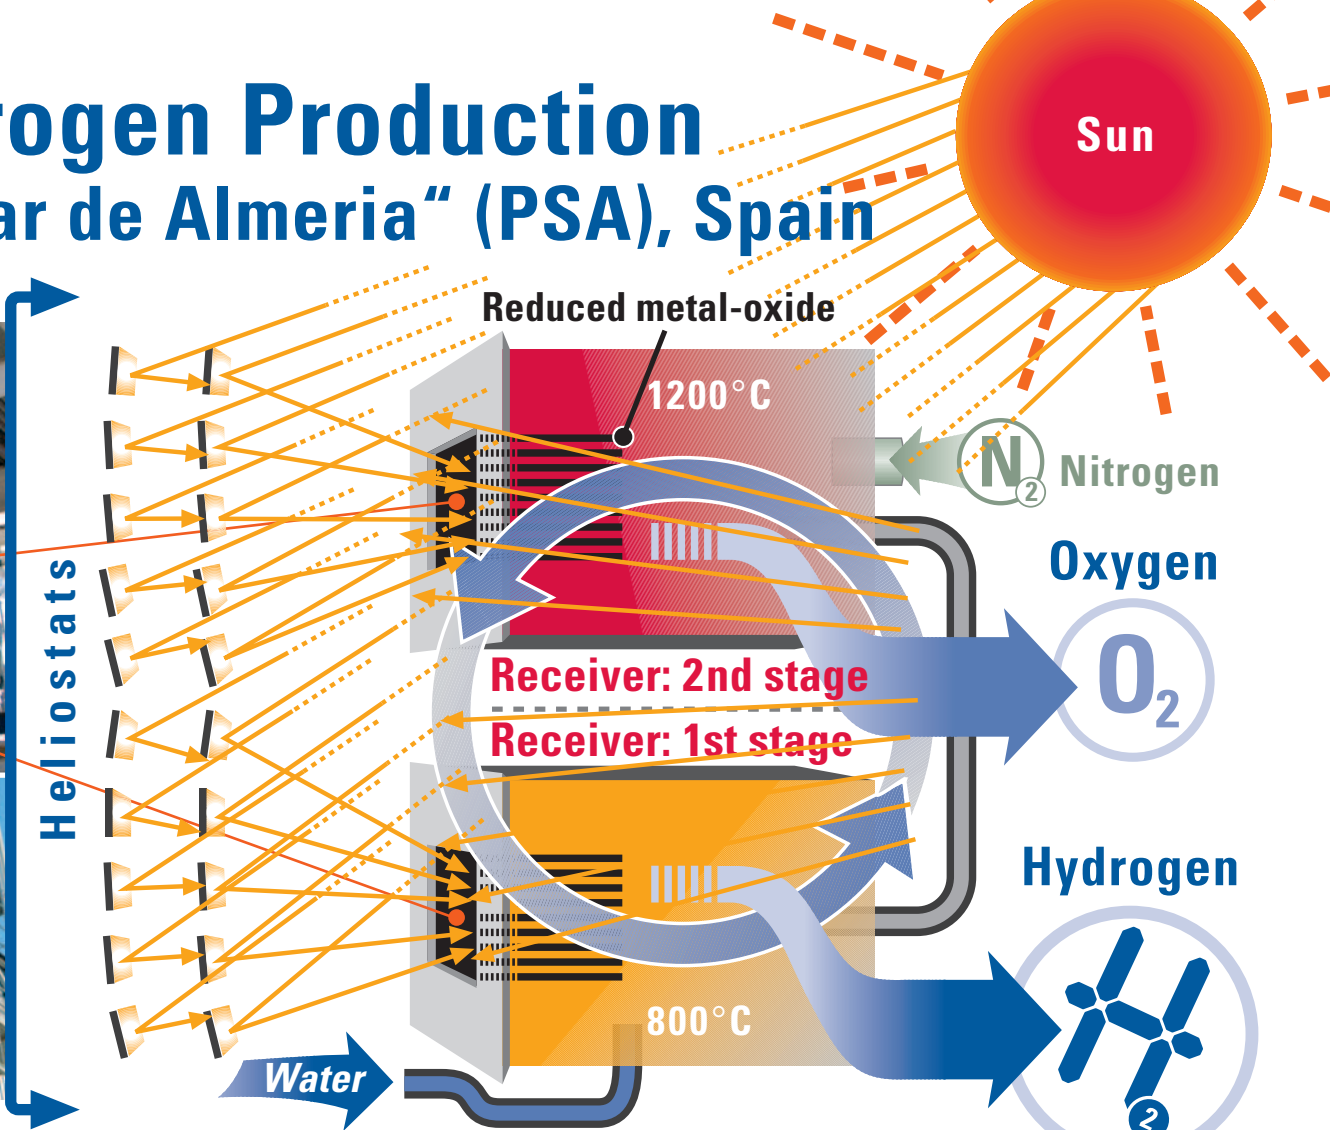 rogen Production
ar de Almeria“ (PSA), Spain
Sun
Reduced metal-oxide
1200°C
N2 Nitrogen
Oxygen
O2
Heliostats
Receiver: 2nd stage
Receiver: 1st stage
Hydrogen
H2
800°C
Water